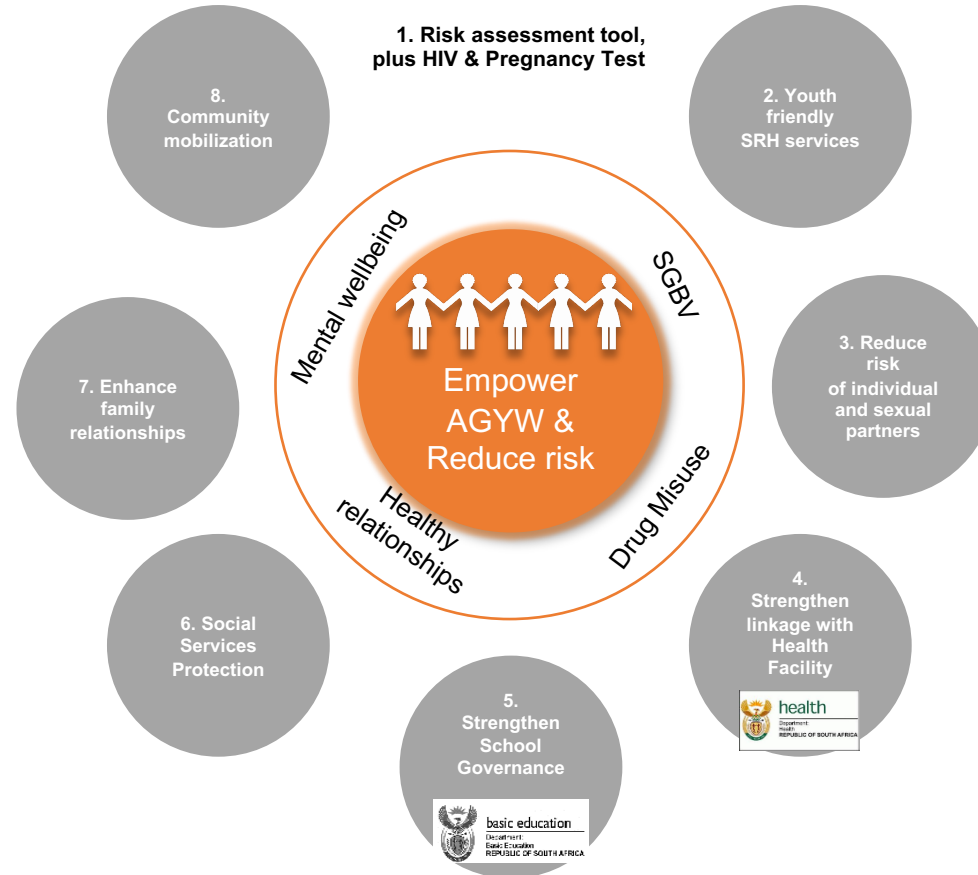 1. Risk assessment tool,
plus HIV & Pregnancy Test
2. Youth
friendly
SRH services
3. Reduce
risk
of individual
and sexual
partners
4.
Strengthen
linkage with
Health
Facility
health
Department:
Health
REPUBLIC OF SOUTH AFRICA
5.
Strengthen
School
Governance
basic education
Department:
Basic Education
REPUBLIC OF SOUTH AFRICA
6. Social
Services
Protection
7. Enhance
family
relationships
8.
Community
mobilization
Mental wellbeing
SGBV
Drug Misuse
Healthy
relationships
Empower
AGYW &
Reduce risk